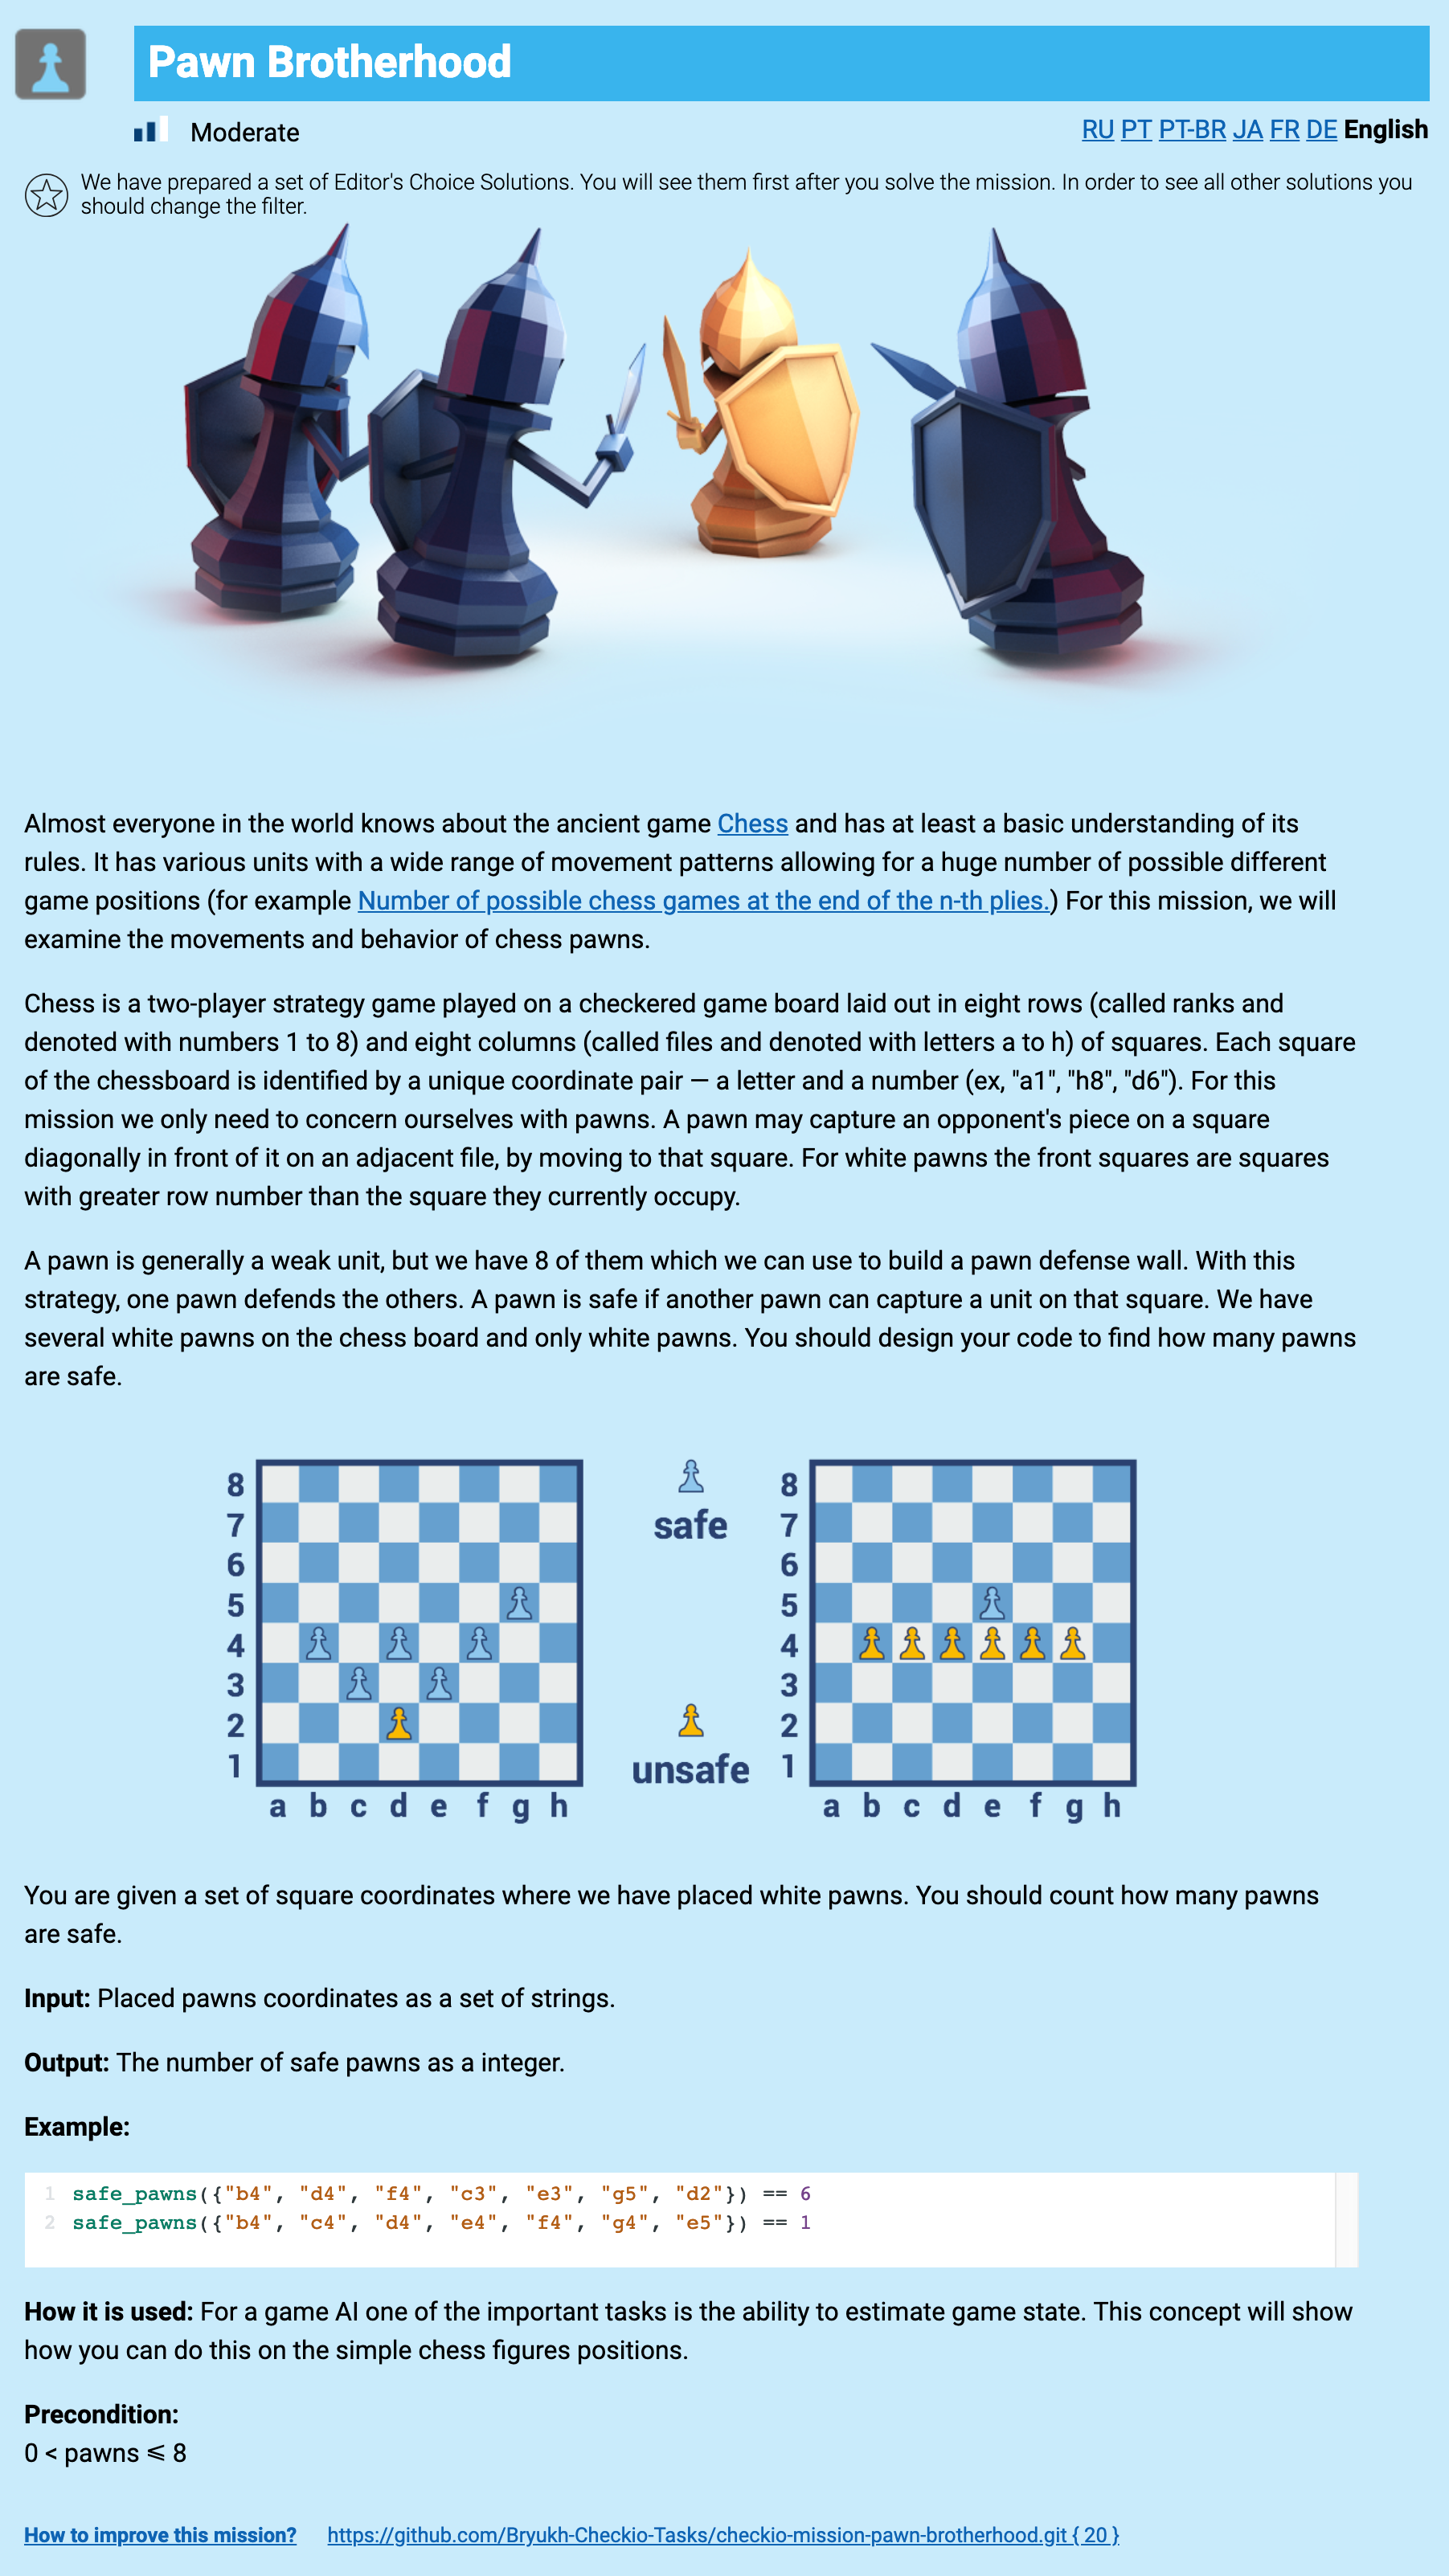 Pawn Brotherhood
Moderate
RU PT PT-BR JA FR DE English
We have prepared a set of Editor's Choice Solutions. You will see them first after you solve the mission. In order to see all other solutions you
should change the filter.
Almost everyone in the world knows about the ancient game Chess and has at least a basic understanding of its
rules. It has various units with a wide range of movement patterns allowing for a huge number of possible different
game positions (for example Number of possible chess games at the end of the n-th plies.) For this mission, we will
examine the movements and behavior of chess pawns.
Chess is a two-player strategy game played on a checkered game board laid out in eight rows (called ranks and
denoted with numbers 1 to 8) and eight columns (called files and denoted with letters a to h) of squares. Each square
of the chessboard is identified by a unique coordinate pair — a letter and a number (ex, "a1", "h8", "d6"). For this
mission we only need to concern ourselves with pawns. A pawn may capture an opponent's piece on a square
diagonally in front of it on an adjacent file, by moving to that square. For white pawns the front squares are squares
with greater row number than the square they currently occupy.
A pawn is generally a weak unit, but we have 8 of them which we can use to build a pawn defense wall. With this
strategy, one pawn defends the others. A pawn is safe if another pawn can capture a unit on that square. We have
several white pawns on the chess board and only white pawns. You should design your code to find how many pawns
are safe.
8
7
6
5
4
3
2
1
a b c d e f g h
safe
unsafe
8
7
6
5
4
3
2
1
a b c d e f g h
You are given a set of square coordinates where we have placed white pawns. You should count how many pawns
are safe.
Input: Placed pawns coordinates as a set of strings.
Output: The number of safe pawns as a integer.
Example:
1 safe_pawns({"b4", "d4", "f4", "c3", "e3", "g5", "d2"}) == 6
2 safe_pawns({"b4", "c4", "d4", "e4", "f4", "g4", "e5"}) == 1
How it is used: For a game AI one of the important tasks is the ability to estimate game state. This concept will show
how you can do this on the simple chess figures positions.
Precondition:
0 < pawns ⩽ 8
How to improve this mission? https://github.com/Bryukh-Checkio-Tasks/checkio-mission-pawn-brotherhood.git { 20 }